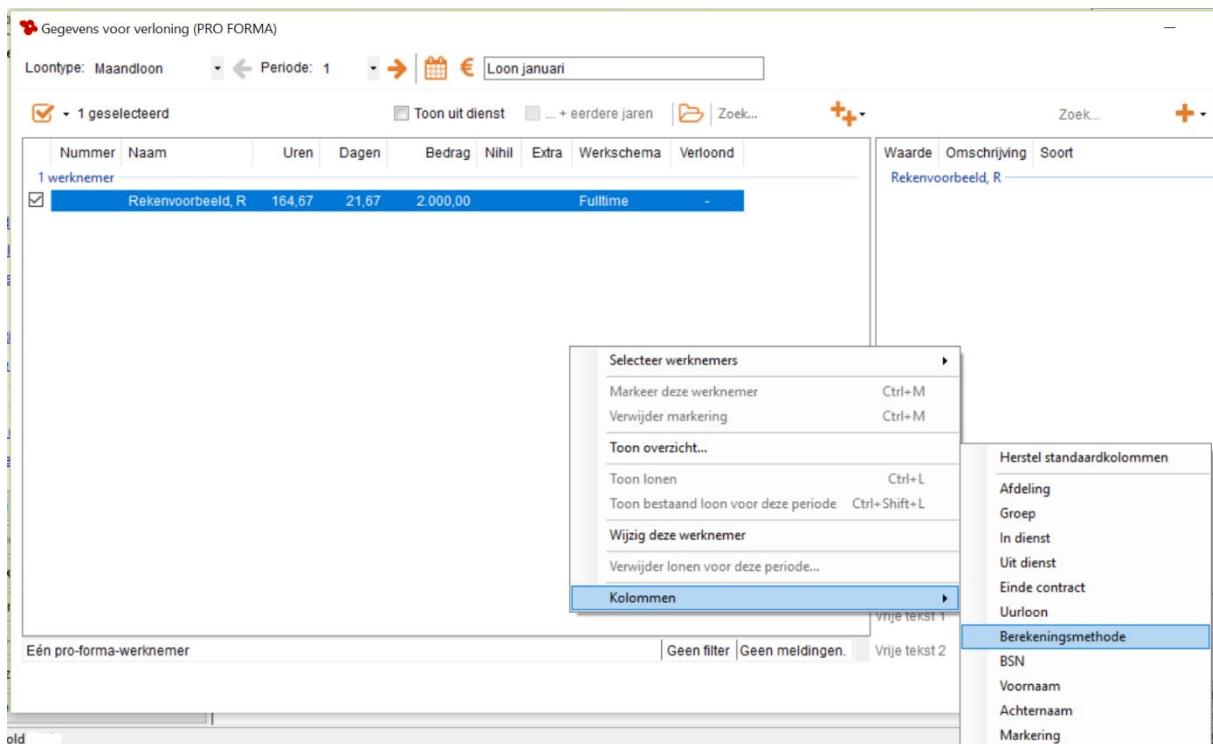 Gegevens voor verloning (PRO FORMA)
Loontype: Maandloon Periode: 1 € Loon januari
1 geselecteerd Toon uit dienst ... + eerdere jaren Zoek... Zoek...
Nummer Naam Uren Dagen Bedrag Nihil Extra Werkschema Verloond Waarde Omschrijving Soort
1 werknemer Rekenvoorbeeld, R
Rekenvoorbeeld, R 164,67 21,67 2.000,00 Fulltime -
Selecteer werknemers
Markeer deze werknemer Ctrl+M
Verwijder markering Ctrl+M
Toon overzicht...
Toon lonen Ctrl+L
Toon bestaand loon voor deze periode Ctrl+Shift+L
Wijzig deze werknemer
Verwijder lonen voor deze periode...
Kolommen
Herstel standaardkolommen
Afdeling
Groep
In dienst
Uit dienst
Einde contract
Uurloon
Berekeningsmethode
BSN
Voornaam
Achternaam
Markering
Vrije tekst 1
Eén pro-forma-werknemer Geen filter Geen meldingen. Vrije tekst 2
old